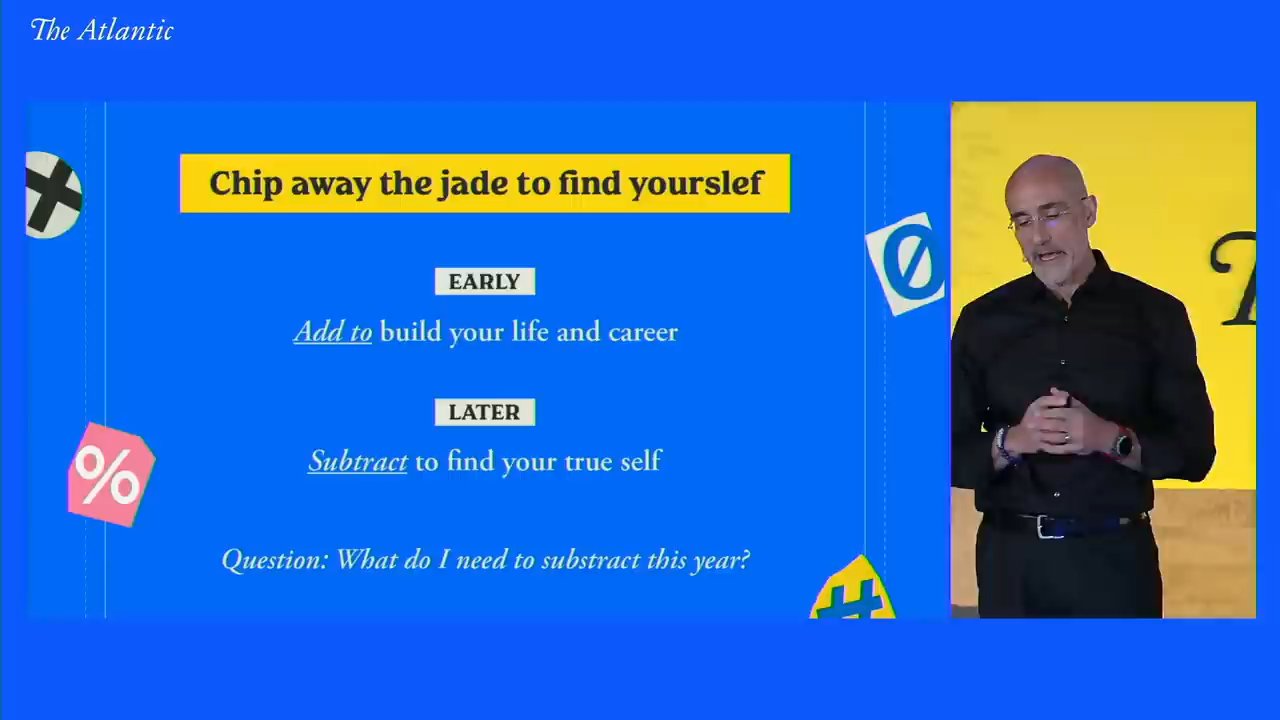 The Atlantic
Chip away the jade to find yourslef
EARLY
Add to build your life and career
LATER
Subtract to find your true self
Question: What do I need to substract this year?
%
#